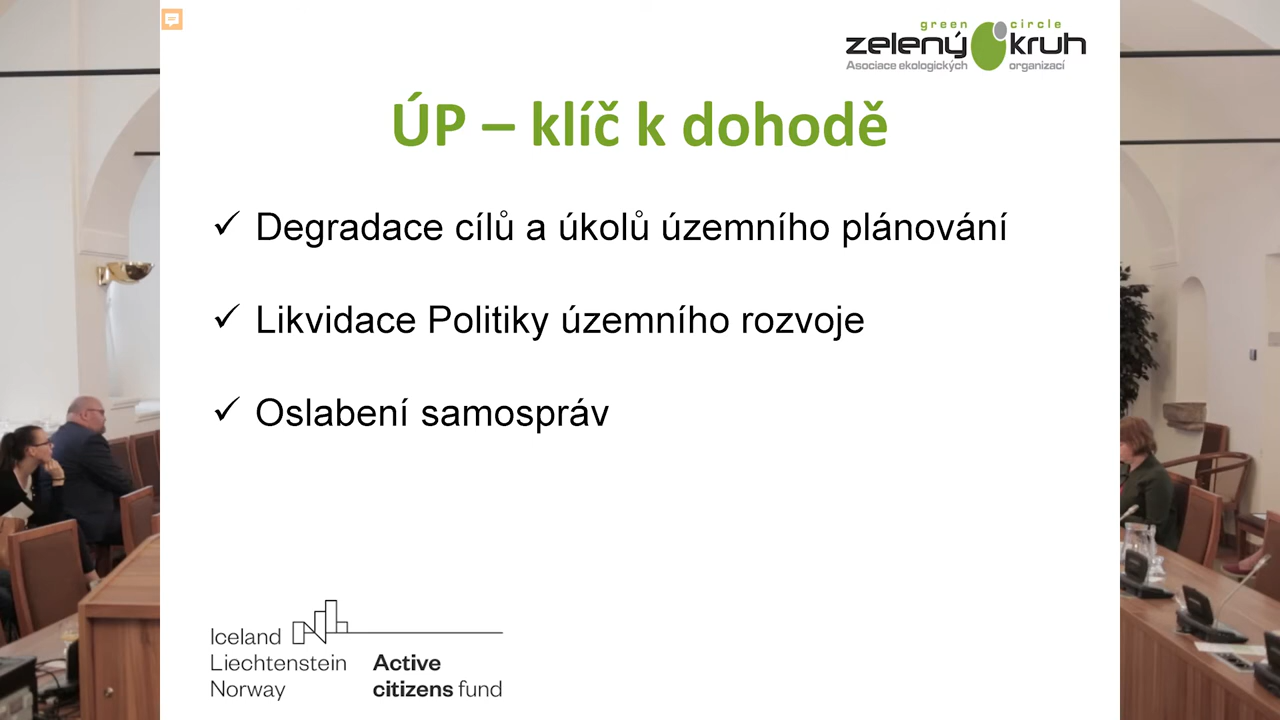 green circle
zelený kruh
Asociace ekologických organizací
ÚP – klíč k dohodě
✓ Degradace cílů a úkolů územního plánování
✓ Likvidace Politiky územního rozvoje
✓ Oslabení samospráv
Iceland
Liechtenstein
Norway
Active
citizens fund